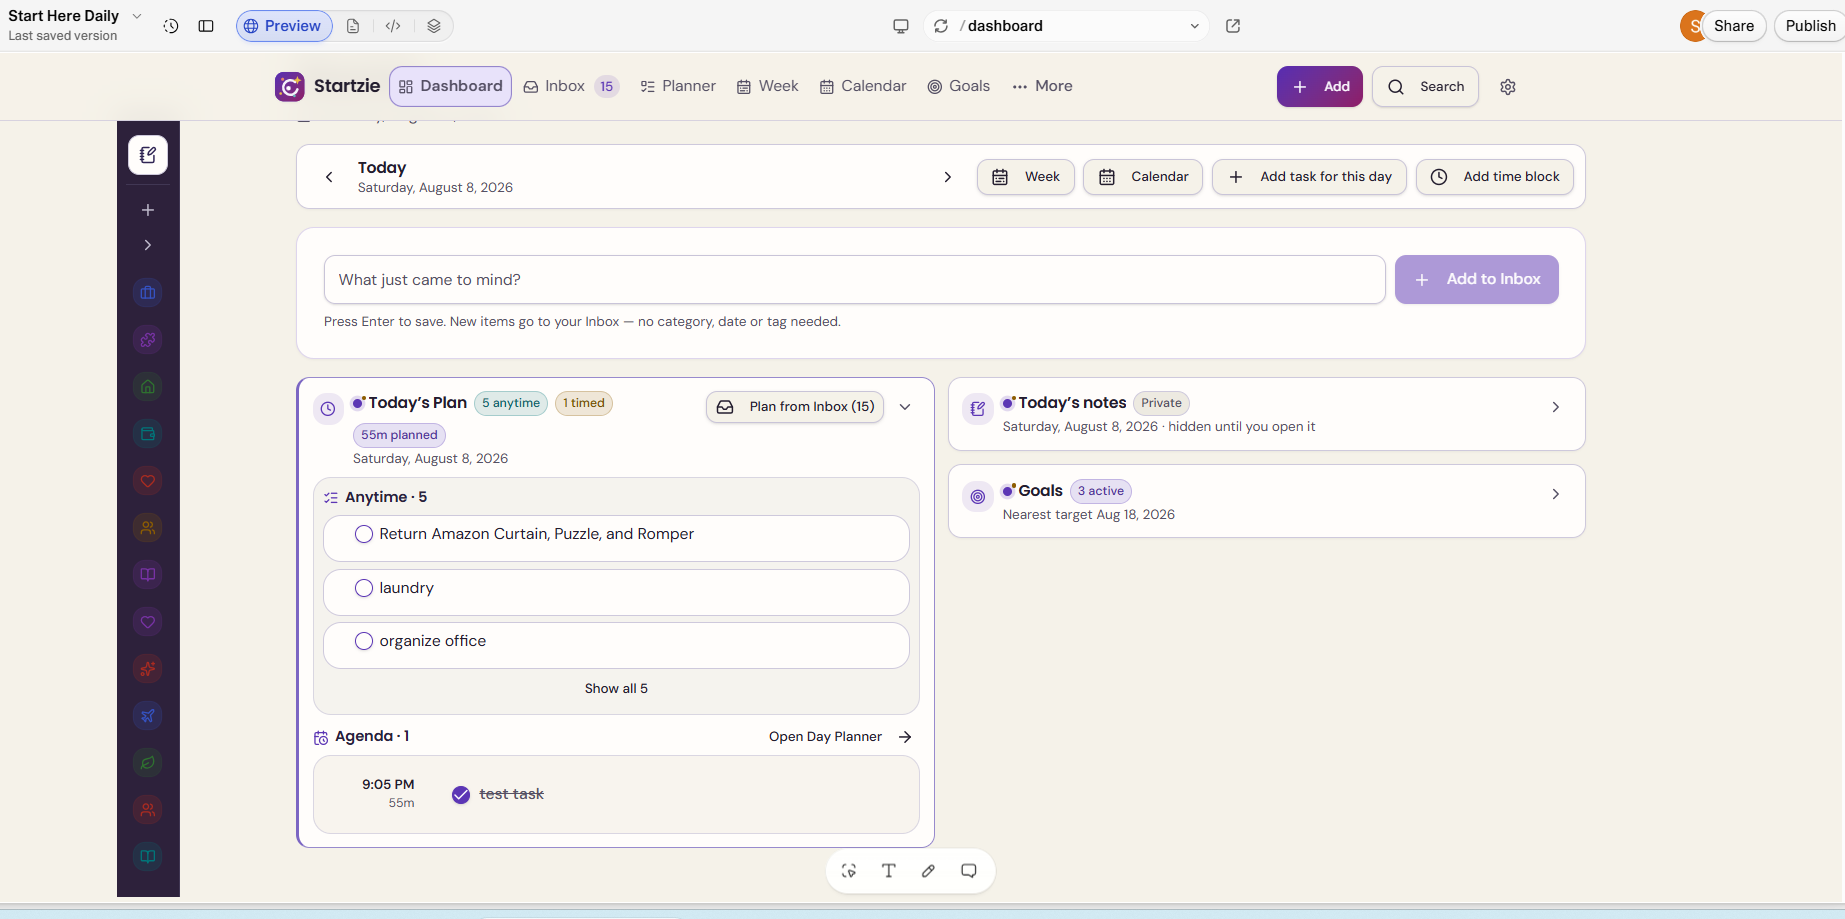 Start Here Daily
Last saved version
Preview
/ dashboard
S
Share
Publish
Startzie
Dashboard
Inbox 15
Planner
Week
Calendar
Goals
More
Add
Search
Today
Saturday, August 8, 2026
Week
Calendar
Add task for this day
Add time block
What just came to mind?
Add to Inbox
Press Enter to save. New items go to your Inbox — no category, date or tag needed.
Today's Plan 5 anytime 1 timed
55m planned
Saturday, August 8, 2026
Plan from Inbox (15)
Anytime · 5
Return Amazon Curtain, Puzzle, and Romper
laundry
organize office
Show all 5
Agenda · 1
Open Day Planner
9:05 PM
55m
test task
Today's notes Private
Saturday, August 8, 2026 · hidden until you open it
Goals 3 active
Nearest target Aug 18, 2026